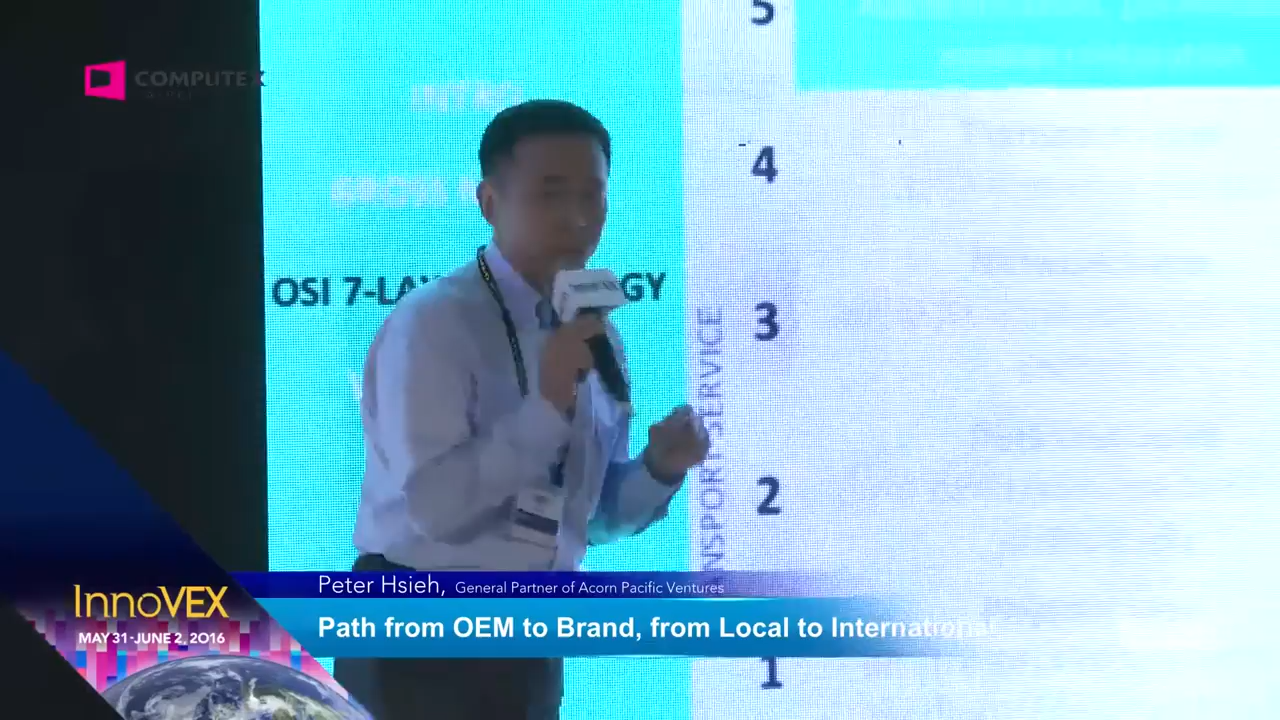 COMPUTEX
5
4
OSI 7-LA
GY
3
2
Peter Hsieh, General Partner of Acorn Pacific Ventures
InnoVEX
MAY 31-JUNE 2, 2016
Path from OEM to Brand, from Local to International
1
SERVICE